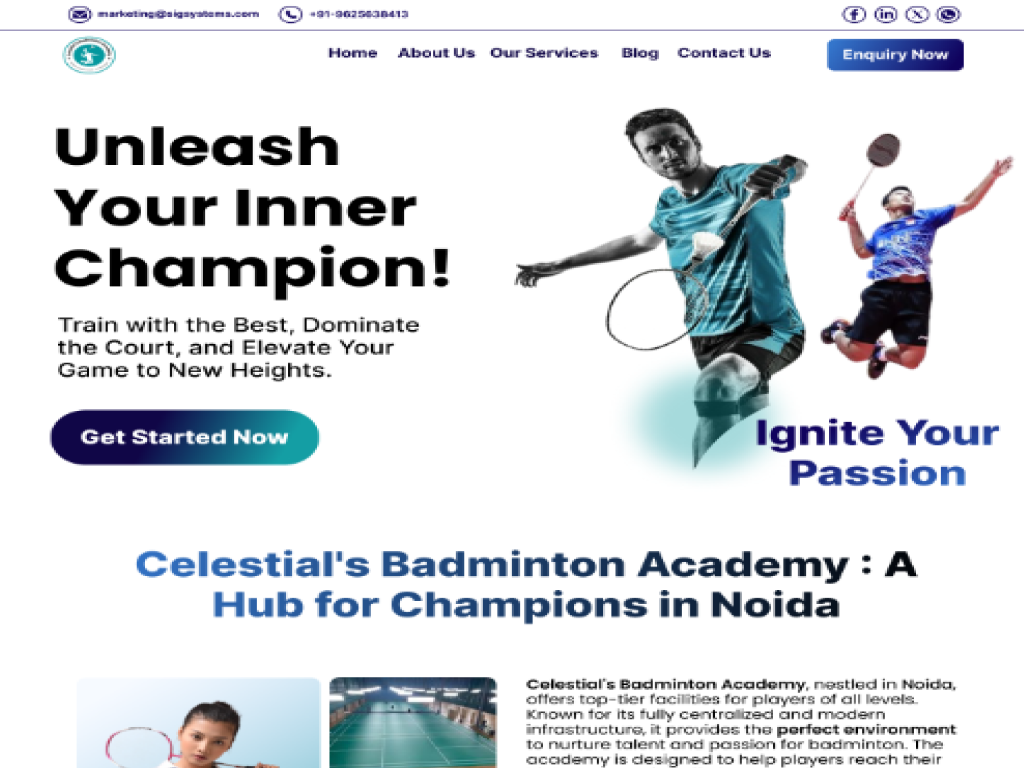 marketing@sigsystems.com +91-9625638413
Home About Us Our Services Blog Contact Us Enquiry Now
Unleash
Your Inner
Champion!
Train with the Best, Dominate
the Court, and Elevate Your
Game to New Heights.
Get Started Now
Ignite Your
Passion
Celestial's Badminton Academy : A
Hub for Champions in Noida
Celestial's Badminton Academy, nestled in Noida,
offers top-tier facilities for players of all levels.
Known for its fully centralized and modern
infrastructure, it provides the perfect environment
to nurture talent and passion for badminton. The
academy is designed to help players reach their